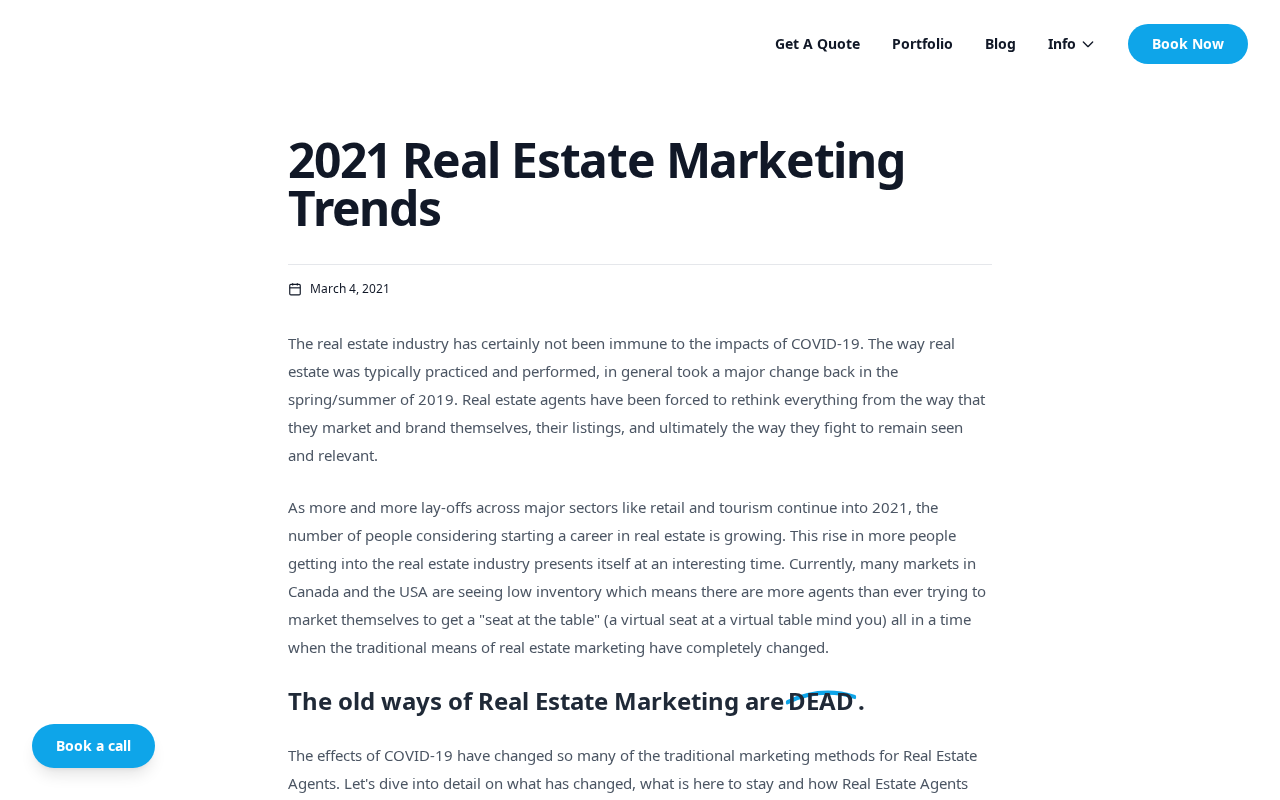 Get A Quote
Portfolio
Blog
Info
Book Now
2021 Real Estate Marketing
Trends
March 4, 2021
The real estate industry has certainly not been immune to the impacts of COVID-19. The way real
estate was typically practiced and performed, in general took a major change back in the
spring/summer of 2019. Real estate agents have been forced to rethink everything from the way that
they market and brand themselves, their listings, and ultimately the way they fight to remain seen
and relevant.
As more and more lay-offs across major sectors like retail and tourism continue into 2021, the
number of people considering starting a career in real estate is growing. This rise in more people
getting into the real estate industry presents itself at an interesting time. Currently, many markets in
Canada and the USA are seeing low inventory which means there are more agents than ever trying to
market themselves to get a "seat at the table" (a virtual seat at a virtual table mind you) all in a time
when the traditional means of real estate marketing have completely changed.
The old ways of Real Estate Marketing are DEAD .
The effects of COVID-19 have changed so many of the traditional marketing methods for Real Estate
Agents. Let's dive into detail on what has changed, what is here to stay and how Real Estate Agents
Book a call